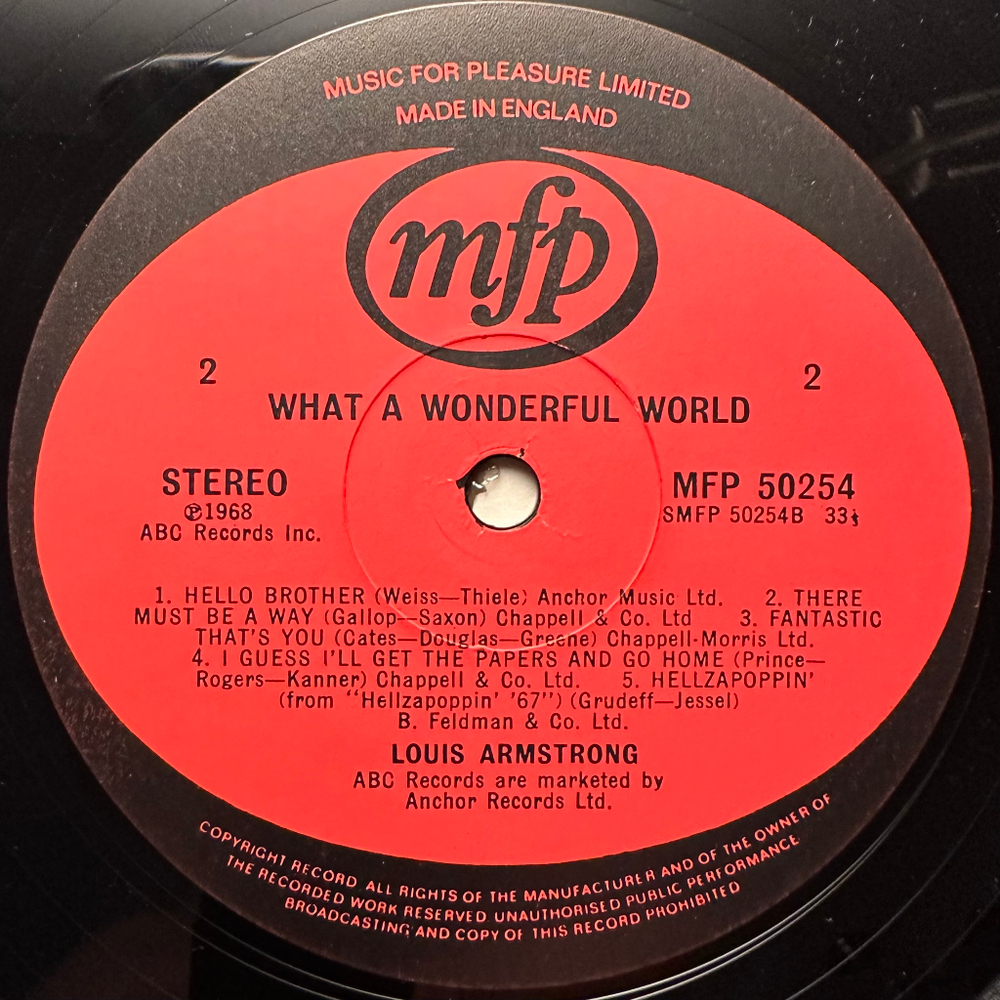 MUSIC FOR PLEASURE LIMITED
MADE IN ENGLAND
mfp
2
2
WHAT A WONDERFUL WORLD
STEREO
MFP 50254
℗1968
SMFP 50254B 33⅓
ABC Records Inc.
1. HELLO BROTHER (Weiss—Thiele) Anchor Music Ltd. 2. THERE
MUST BE A WAY (Gallop—Saxon) Chappell & Co. Ltd 3. FANTASTIC
THAT'S YOU (Cates—Douglas—Greene) Chappell-Morris Ltd.
4. I GUESS I'LL GET THE PAPERS AND GO HOME (Prince—
Rogers—Kanner) Chappell & Co. Ltd. 5. HELLZAPOPPIN'
(from "Hellzapoppin' '67") (Grudeff—Jessel)
B. Feldman & Co. Ltd.
LOUIS ARMSTRONG
ABC Records are marketed by
Anchor Records Ltd.
COPYRIGHT RECORD ALL RIGHTS OF THE MANUFACTURER AND OF THE OWNER OF
THE RECORDED WORK RESERVED UNAUTHORISED PUBLIC PERFORMANCE
BROADCASTING AND COPY OF THIS RECORD PROHIBITED